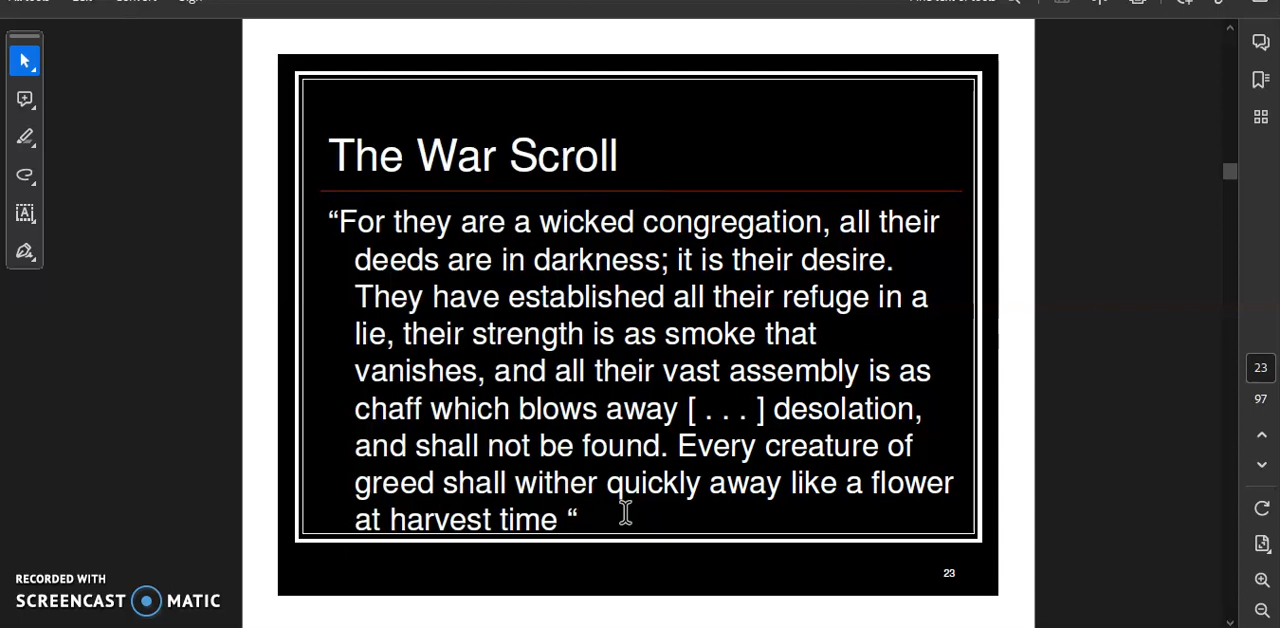 The War Scroll
“For they are a wicked congregation, all their
deeds are in darkness; it is their desire.
They have established all their refuge in a
lie, their strength is as smoke that
vanishes, and all their vast assembly is as
chaff which blows away [ . . . ] desolation,
and shall not be found. Every creature of
greed shall wither quickly away like a flower
at harvest time “
23
23
97
RECORDED WITH
SCREENCAST MATIC